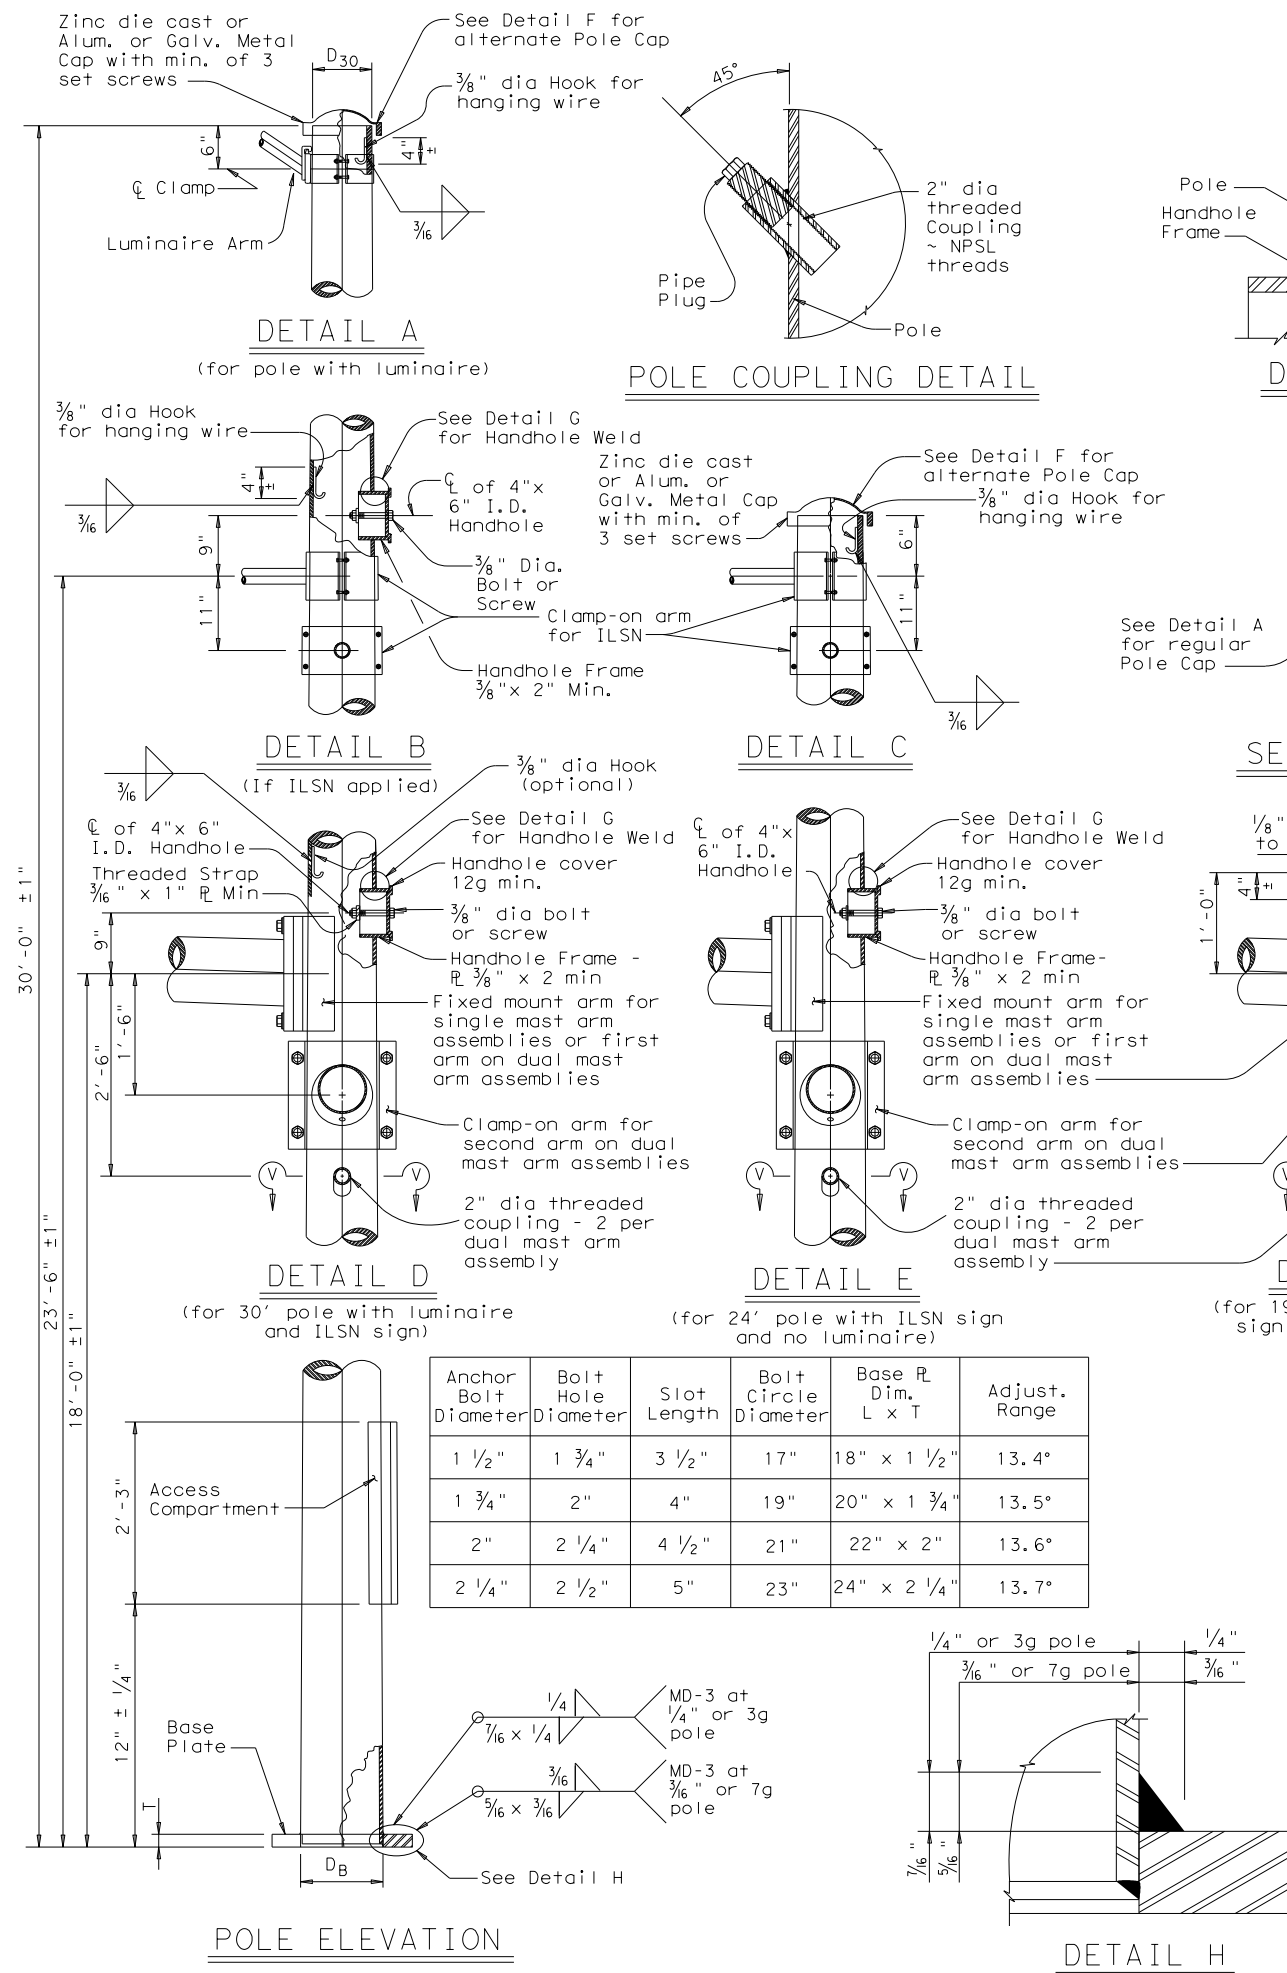 Zinc die cast or
Alum. or Galv. Metal
Cap with min. of 3
set screws
D30
See Detail F for
alternate Pole Cap
3/8" dia Hook for
hanging wire
6"
4"
±
℄ Clamp
Luminaire Arm
3/16
DETAIL A
(for pole with luminaire)
45°
2" dia
threaded
Coupling
~ NPSL
threads
Pipe
Plug
Pole
POLE COUPLING DETAIL
Pole
Handhole
Frame
D
3/8" dia Hook
for hanging wire
See Detail G
for Handhole Weld
4"
±
℄ of 4"x
6" I.D.
Handhole
3/16
9"
11"
3/8" Dia.
Bolt or
Screw
Clamp-on arm
for ILSN
Handhole Frame
3/8"x 2" Min.
DETAIL B
(If ILSN applied)
Zinc die cast
or Alum. or
Galv. Metal Cap
with min. of
3 set screws
See Detail F for
alternate Pole Cap
3/8" dia Hook for
hanging wire
6"
11"
3/16
DETAIL C
See Detail A
for regular
Pole Cap
SE
1/8"
to
4"
±
1'-0"
3/16
3/8" dia Hook
(optional)
℄ of 4"x 6"
I.D. Handhole
Threaded Strap
3/16 " x 1" ℄ Min
See Detail G
for Handhole Weld
Handhole cover
12g min.
3/8" dia bolt
or screw
Handhole Frame -
PL 3/8" x 2 min
Fixed mount arm for
single mast arm
assemblies or first
arm on dual mast
arm assemblies
Clamp-on arm for
second arm on dual
mast arm assemblies
2" dia threaded
coupling - 2 per
dual mast arm
assembly
9"
1'-6"
2'-6"
V
V
DETAIL D
(for 30' pole with luminaire
and ILSN sign)
℄ of 4"x
6" I.D.
Handhole
See Detail G
for Handhole Weld
Handhole cover
12g min.
3/8" dia bolt
or screw
Handhole Frame-
PL 3/8" x 2 min
Fixed mount arm for
single mast arm
assemblies or first
arm on dual mast
arm assemblies
Clamp-on arm for
second arm on dual
mast arm assemblies
2" dia threaded
coupling - 2 per
dual mast arm
assembly
V
V
V
DETAIL E
(for 24' pole with ILSN sign
and no luminaire)
D
(for 19
sign
30'-0" ±1"
23'-6" ±1"
18'-0" ±1"
Anchor Bolt Diameter | Bolt Hole Diameter | Slot Length | Bolt Circle Diameter | Base PL Dim. L x T | Adjust. Range
1 1/2" | 1 3/4" | 3 1/2" | 17" | 18" x 1 1/2" | 13.4°
1 3/4" | 2" | 4" | 19" | 20" x 1 3/4" | 13.5°
2" | 2 1/4" | 4 1/2" | 21" | 22" x 2" | 13.6°
2 1/4" | 2 1/2" | 5" | 23" | 24" x 2 1/4" | 13.7°
2'-3"
Access
Compartment
12" ± 1/4"
Base
Plate
T
DB
1/4
7/16 x 1/4
MD-3 at
1/4" or 3g
pole
3/16
5/16 x 3/16
MD-3 at
3/16 " or 7g
pole
See Detail H
POLE ELEVATION
1/4" or 3g pole
1/4"
3/16 " or 7g pole
3/16 "
7/16 "
5/16 "
DETAIL H